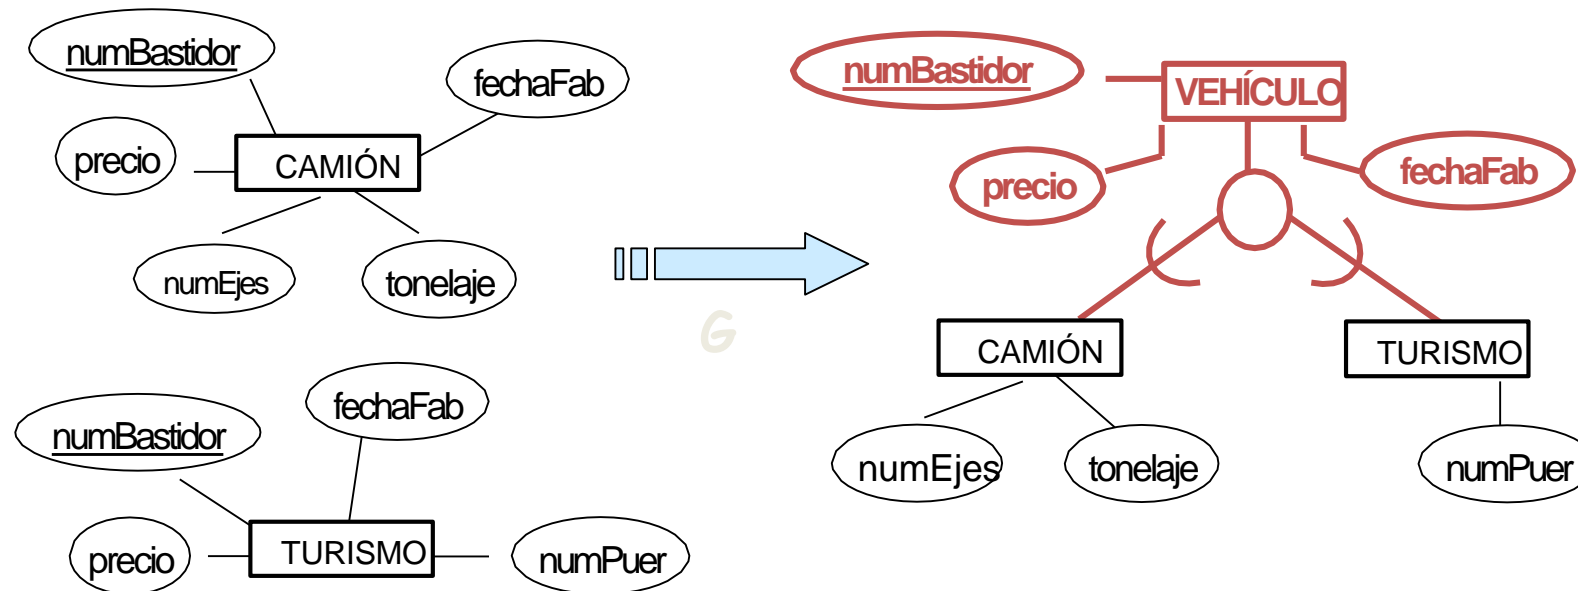 numBastidor
fechaFab
precio
CAMIÓN
numEjes
tonelaje
fechaFab
numBastidor
precio
TURISMO
numPuer
G
numBastidor
VEHÍCULO
precio
fechaFab
CAMIÓN
TURISMO
numEjes
tonelaje
numPuer